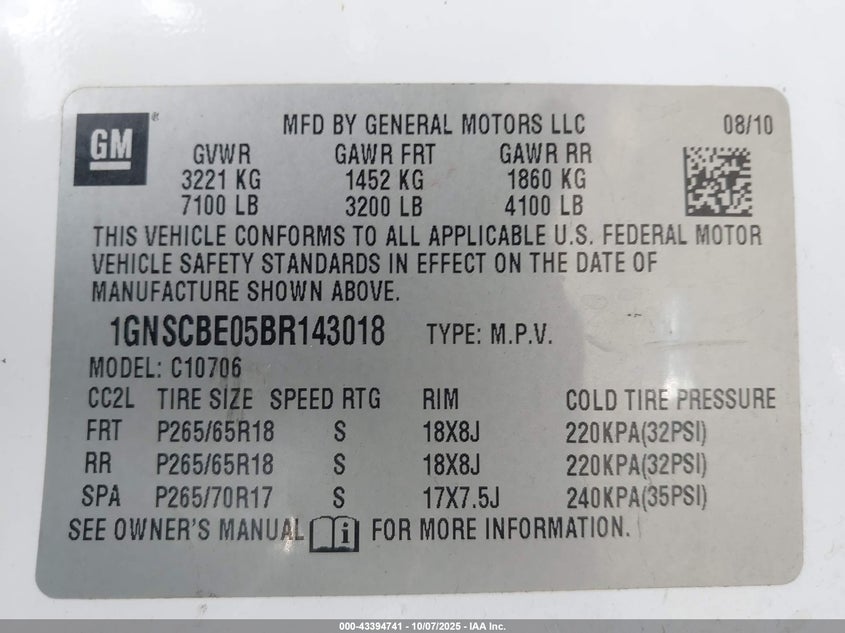 GM ® MFD BY GENERAL MOTORS LLC 08/10
GVWR GAWR FRT GAWR RR
3221 KG 1452 KG 1860 KG
7100 LB 3200 LB 4100 LB
THIS VEHICLE CONFORMS TO ALL APPLICABLE U.S. FEDERAL MOTOR
VEHICLE SAFETY STANDARDS IN EFFECT ON THE DATE OF
MANUFACTURE SHOWN ABOVE.
1GNSCBE05BR143018 TYPE: M.P.V.
MODEL: C10706
CC2L TIRE SIZE SPEED RTG RIM COLD TIRE PRESSURE
FRT P265/65R18 S 18X8J 220KPA(32PSI)
RR P265/65R18 S 18X8J 220KPA(32PSI)
SPA P265/70R17 S 17X7.5J 240KPA(35PSI)
SEE OWNER'S MANUAL i FOR MORE INFORMATION.
000-43394741 - 10/07/2025 - IAA Inc.